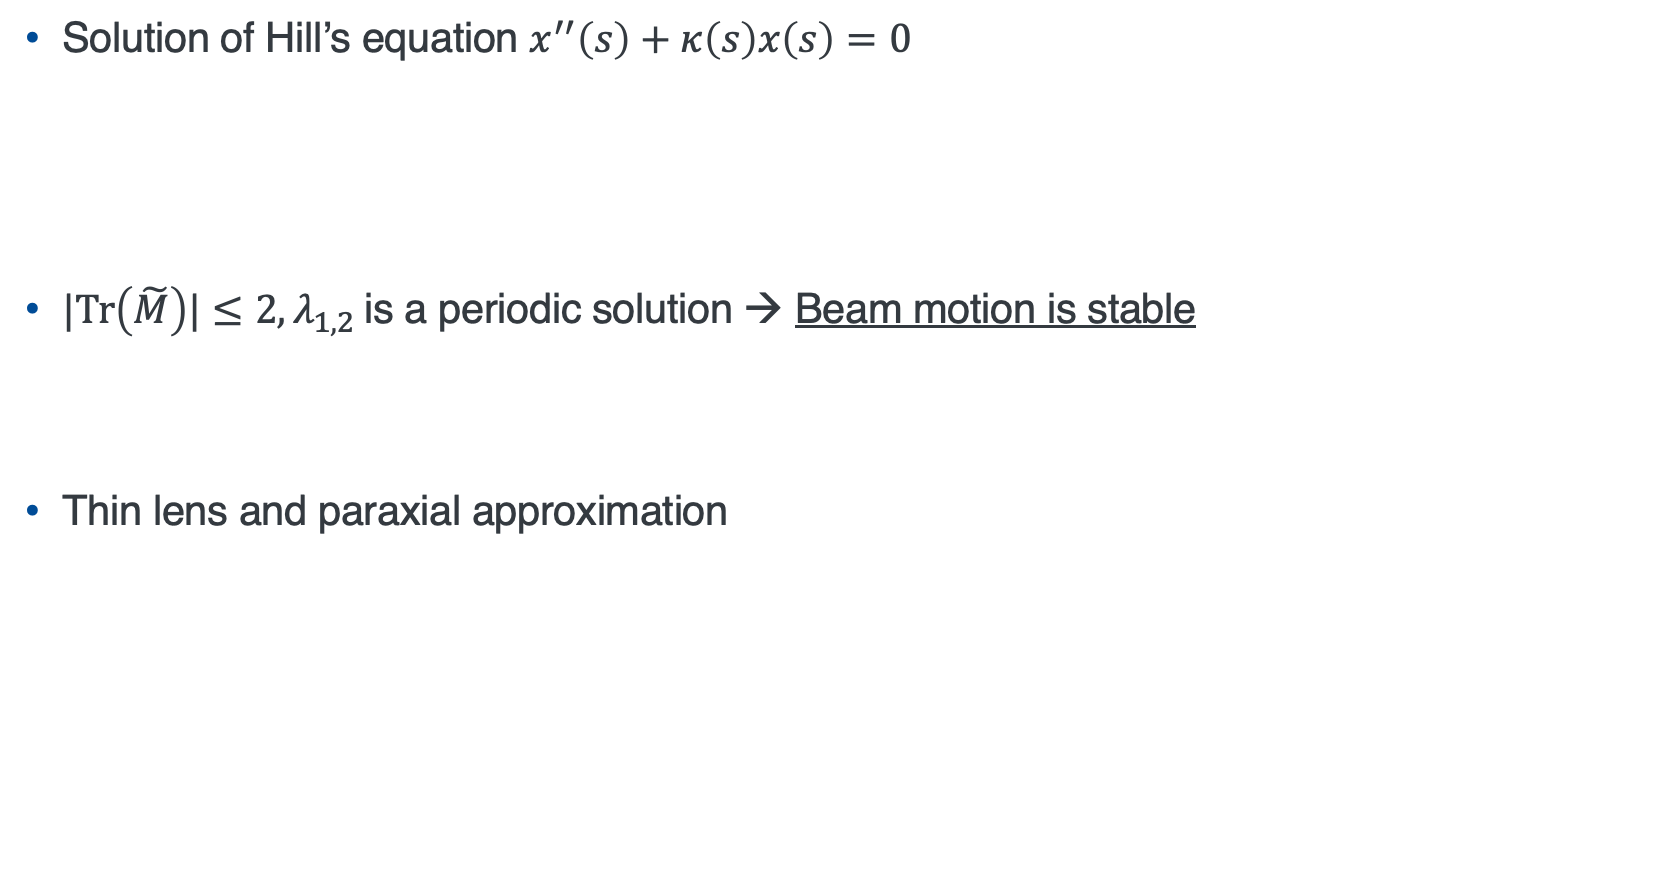 • Solution of Hill’s equation 𝑥′′(𝑠) + 𝜅(𝑠)𝑥(𝑠) = 0
• |Tr(M̃)| ≤ 2, λ₁,₂ is a periodic solution → Beam motion is stable
• Thin lens and paraxial approximation